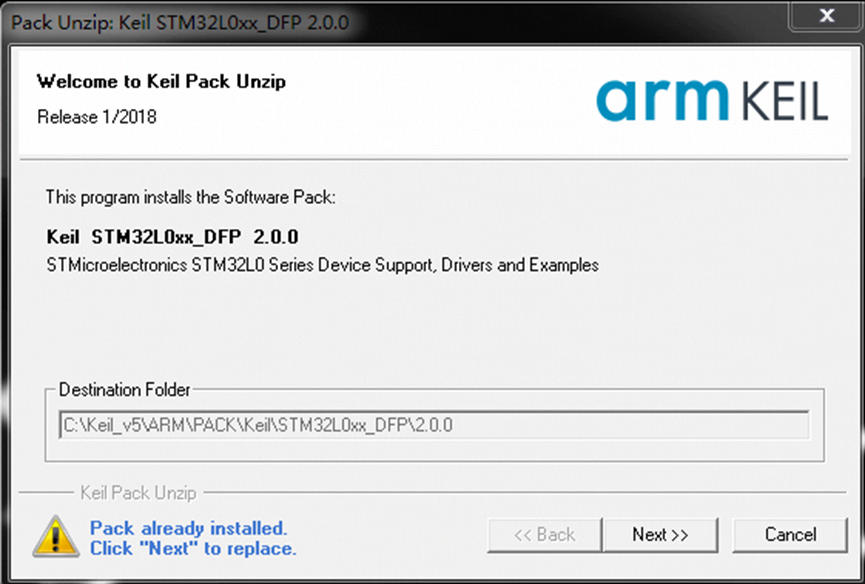 Pack Unzip: Keil STM32L0xx_DFP 2.0.0
x
Welcome to Keil Pack Unzip
Release 1/2018
arm KEIL
This program installs the Software Pack:
Keil STM32L0xx_DFP 2.0.0
STMicroelectronics STM32L0 Series Device Support, Drivers and Examples
Destination Folder
C:\Keil_v5\ARM\PACK\Keil\STM32L0xx_DFP\2.0.0
Keil Pack Unzip
Pack already installed.
Click "Next" to replace.
<< Back
Next >>
Cancel